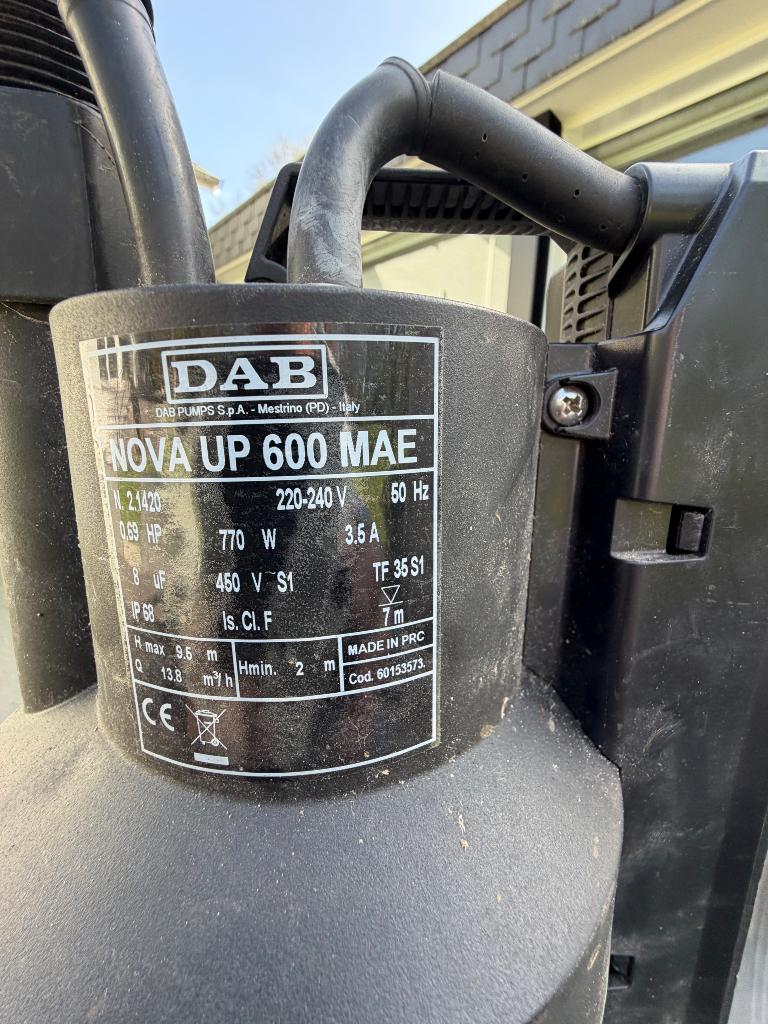 DAB
DAB PUMPS S.p.A. - Mestrino (PD) - Italy
NOVA UP 600 MAE
N. 2.1420 220-240 V 50 Hz
0.69 HP 770 W 3.5 A
8 uF 450 V~S1 TF 35 S1
IP 68 Is. Cl. F 7 m
H max 9.5 m Hmin. 2 m MADE IN PRC
Q 13.8 m³/h Cod. 60153573.
CE